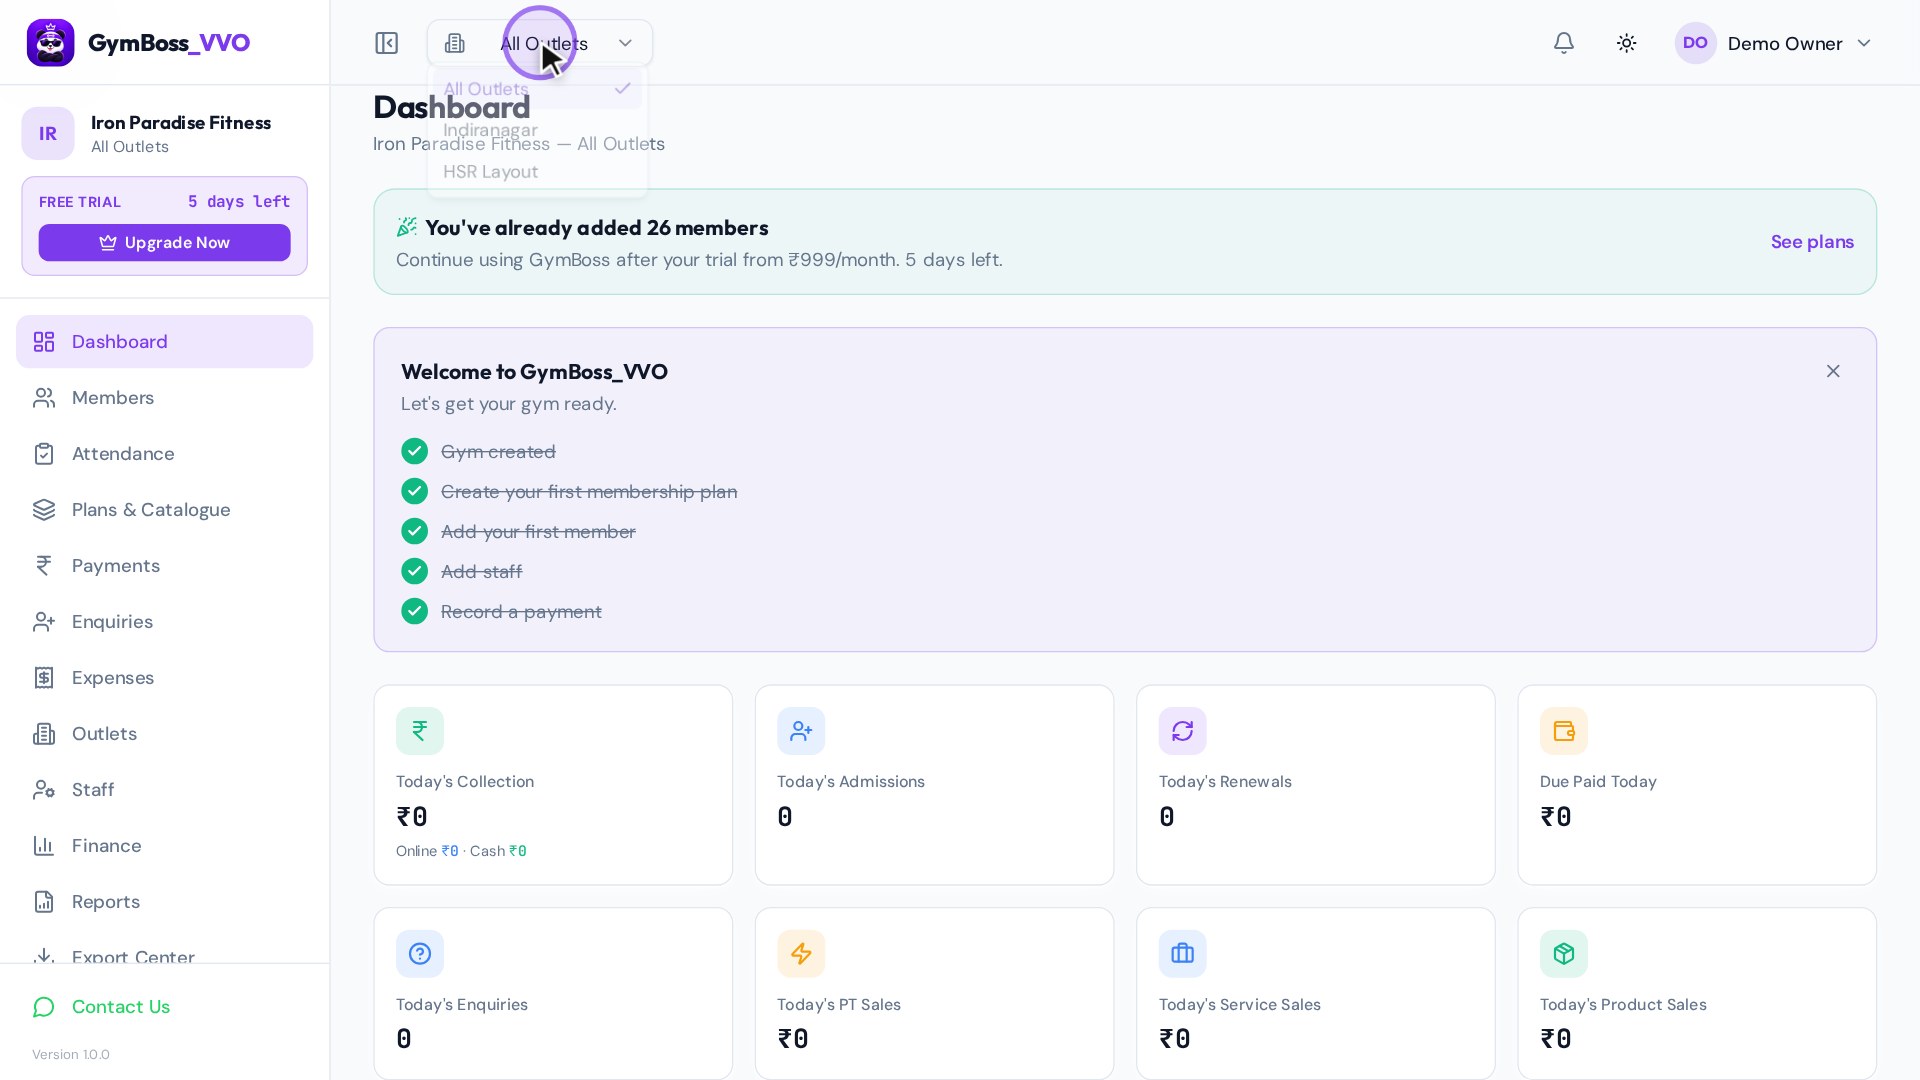 GymBoss_VVO
All Outlets
DO
Demo Owner
IR
Iron Paradise Fitness
All Outlets
FREE TRIAL
5 days left
Upgrade Now
Dashboard
Members
Attendance
Plans & Catalogue
Payments
Enquiries
Expenses
Outlets
Staff
Finance
Reports
Export Center
Contact Us
Version 1.0.0
All Outlets
Indiranagar
HSR Layout
Dashboard
Iron Paradise Fitness — All Outlets
You've already added 26 members
Continue using GymBoss after your trial from ₹999/month. 5 days left.
See plans
Welcome to GymBoss_VVO
Let's get your gym ready.
Gym created
Create your first membership plan
Add your first member
Add staff
Record a payment
Today's Collection
₹0
Online ₹0 · Cash ₹0
Today's Admissions
0
Today's Renewals
0
Due Paid Today
₹0
Today's Enquiries
0
Today's PT Sales
₹0
Today's Service Sales
₹0
Today's Product Sales
₹0